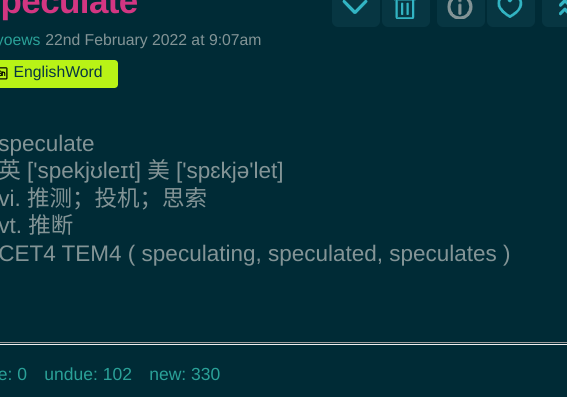 peculate
voews 22nd February 2022 at 9:07am
EnglishWord
speculate
英 ['spekjʊleɪt] 美 ['spɛkjə'let]
vi. 推测；投机；思索
vt. 推断
CET4 TEM4 ( speculating, speculated, speculates )
e: 0 undue: 102 new: 330